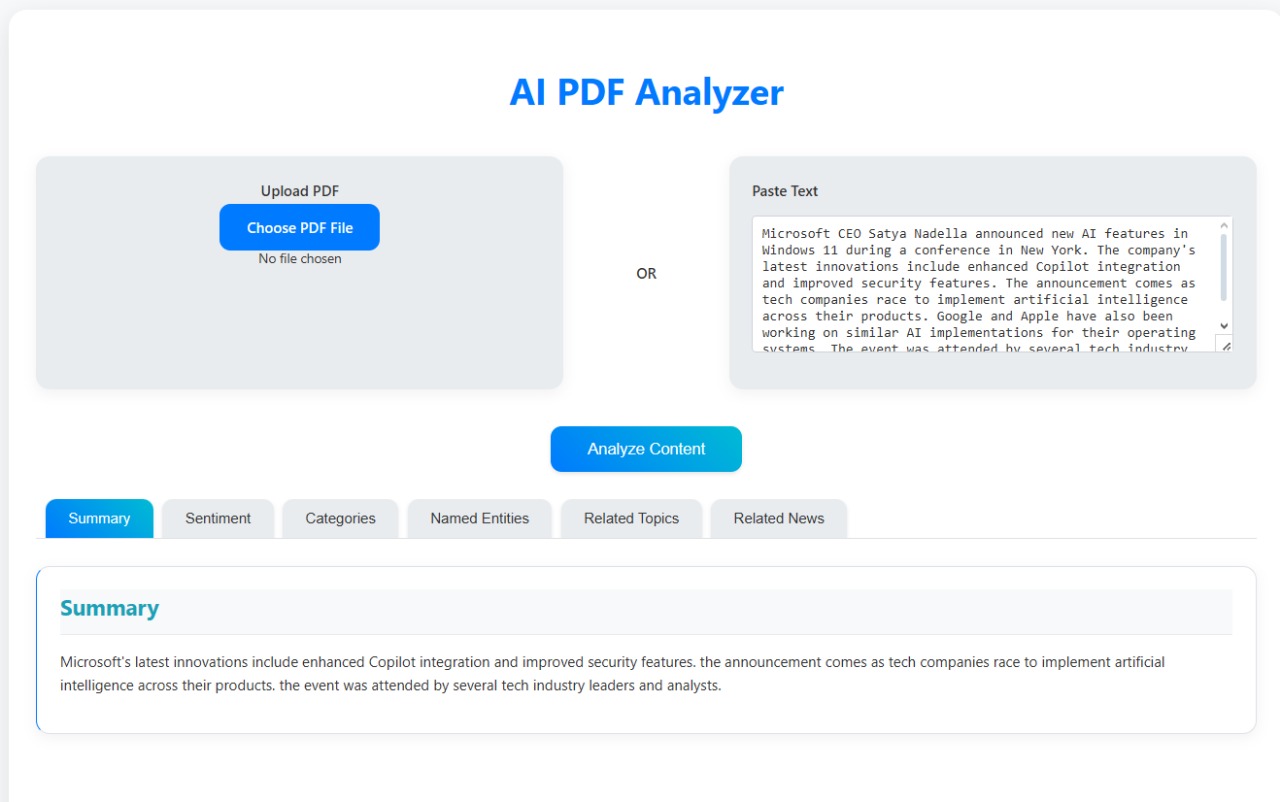 AI PDF Analyzer
Upload PDF
Choose PDF File
No file chosen
OR
Paste Text
Microsoft CEO Satya Nadella announced new AI features in
Windows 11 during a conference in New York. The company's
latest innovations include enhanced Copilot integration
and improved security features. The announcement comes as
tech companies race to implement artificial intelligence
across their products. Google and Apple have also been
working on similar AI implementations for their operating
systems. The event was attended by several tech industry
Analyze Content
Summary
Sentiment
Categories
Named Entities
Related Topics
Related News
Summary
Microsoft's latest innovations include enhanced Copilot integration and improved security features. the announcement comes as tech companies race to implement artificial
intelligence across their products. the event was attended by several tech industry leaders and analysts.